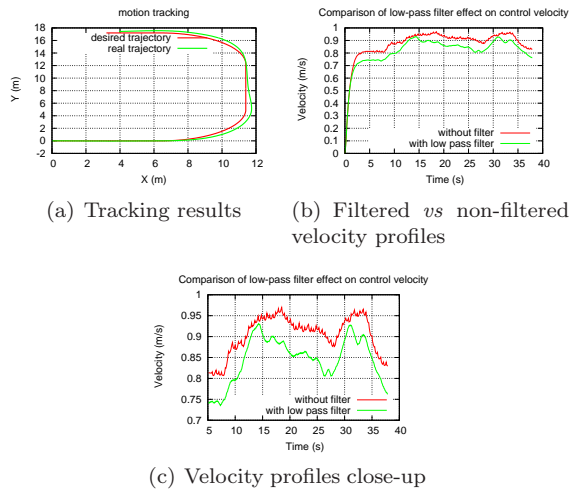 motion tracking
desired trajectory
real trajectory
Y (m)
18
16
14
12
10
8
6
4
2
0
-2
0 2 4 6 8 10 12
X (m)
Comparison of low-pass filter effect on control velocity
Velocity (m/s)
1
0.9
0.8
0.7
0.6
0.5
0.4
0.3
0.2
0.1
0
without filter
with low pass filter
0 5 10 15 20 25 30 35 40
Time (s)
(a) Tracking results
(b) Filtered vs non-filtered
velocity profiles
Comparison of low-pass filter effect on control velocity
Velocity (m/s)
1
0.95
0.9
0.85
0.8
0.75
0.7
without filter
with low pass filter
5 10 15 20 25 30 35 40
Time (s)
(c) Velocity profiles close-up